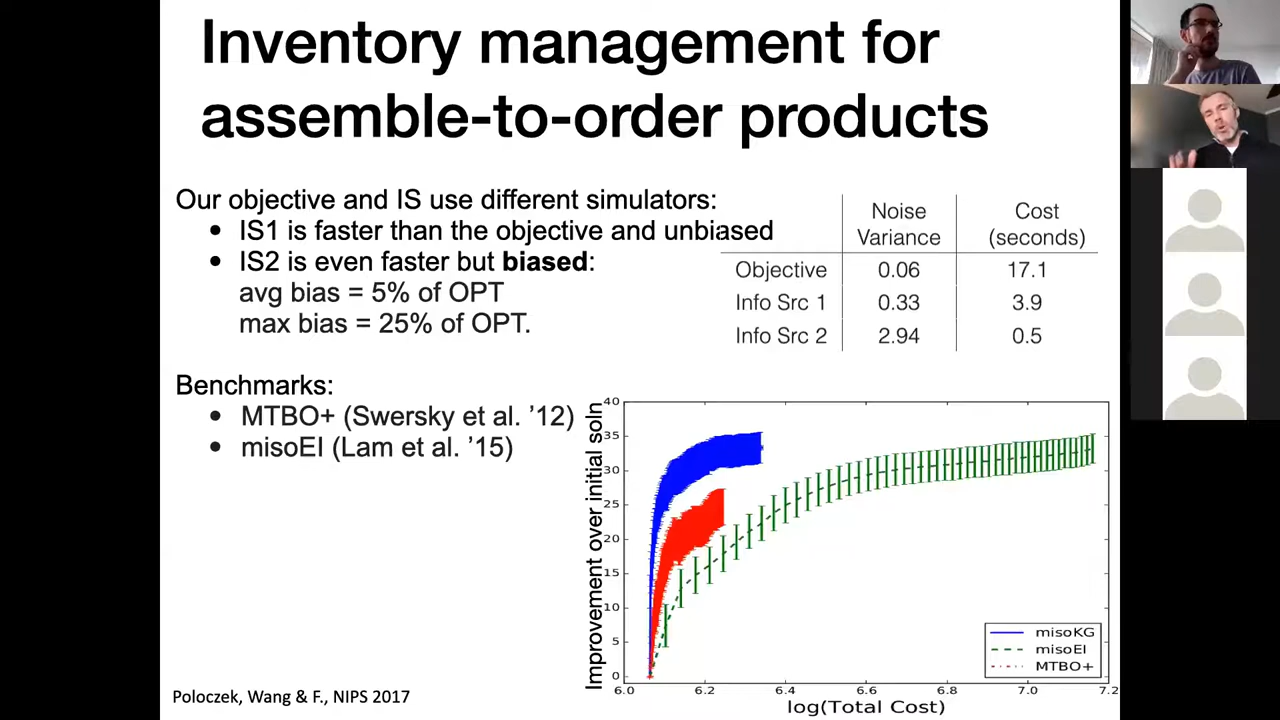 Inventory management for
assemble-to-order products
Our objective and IS use different simulators:
• IS1 is faster than the objective and unbiased
• IS2 is even faster but biased:
avg bias = 5% of OPT
max bias = 25% of OPT.
Noise Variance Cost (seconds)
Objective 0.06 17.1
Info Src 1 0.33 3.9
Info Src 2 2.94 0.5
Benchmarks:
• MTBO+ (Swersky et al. ’12)
• misoEI (Lam et al. ’15)
Improvement over initial soln
40
35
30
25
20
15
10
5
0
6.0 6.2 6.4 6.6 6.8 7.0 7.2
log(Total Cost)
misoKG
misoEI
MTBO+
Poloczek, Wang & F., NIPS 2017